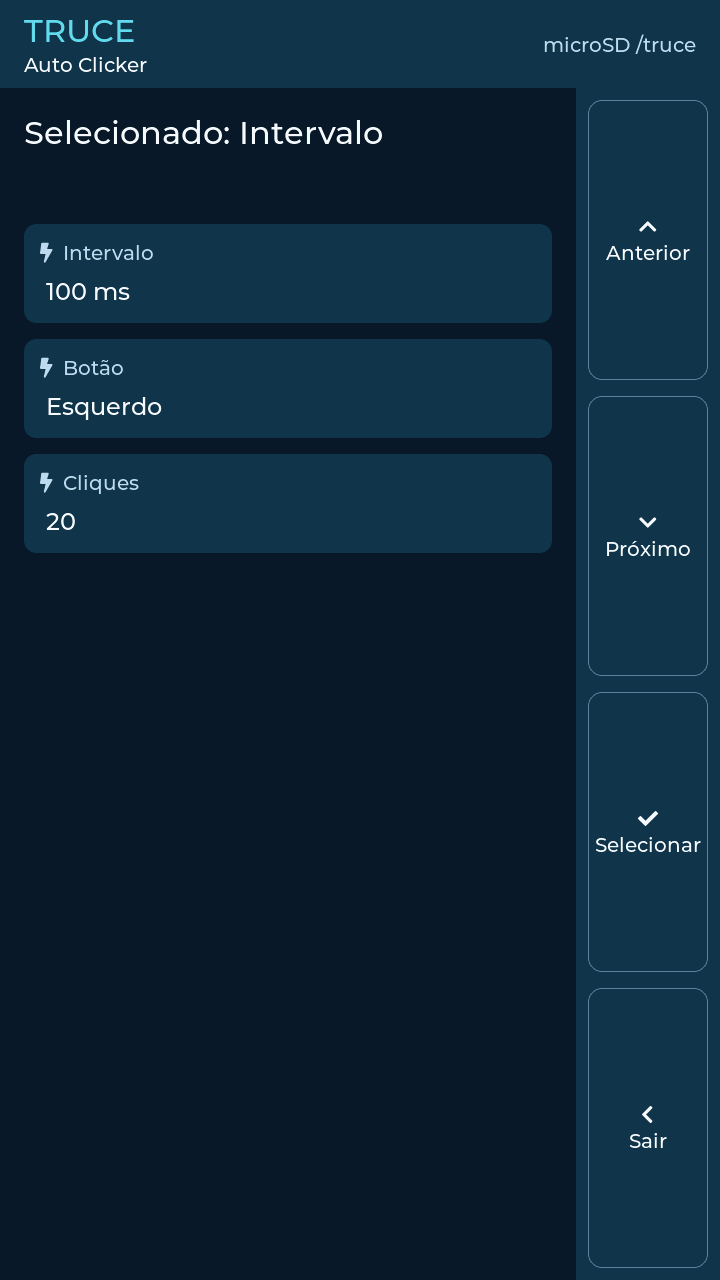 TRUCE
Auto Clicker
microSD /truce
Selecionado: Intervalo
Intervalo
100 ms
Botão
Esquerdo
Cliques
20
Anterior
Próximo
Selecionar
Sair